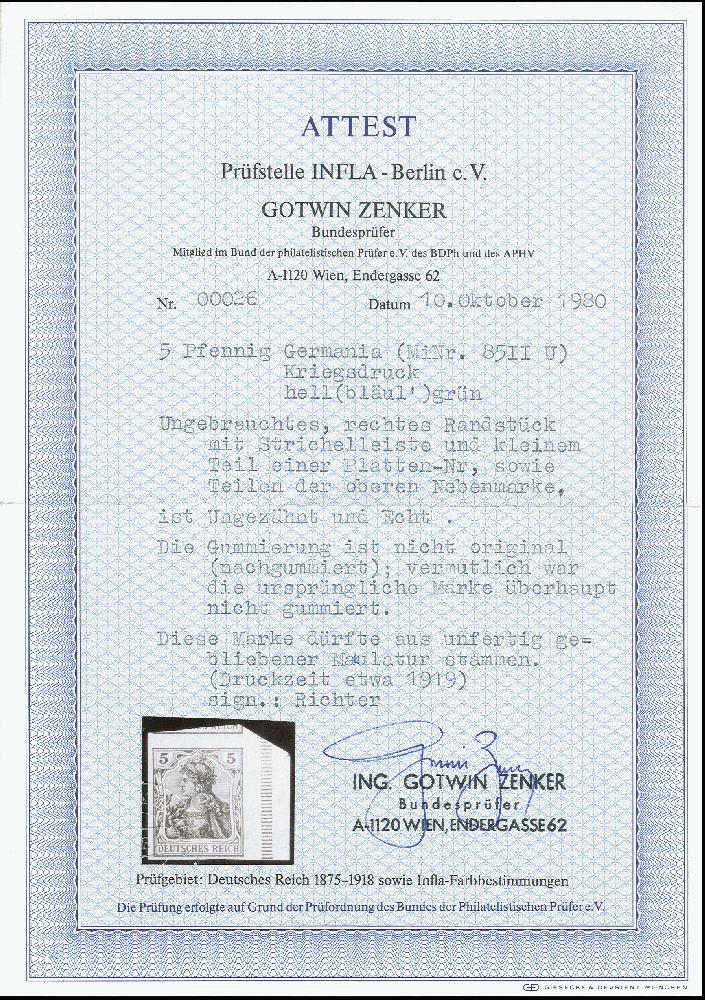 ATTEST
Prüfstelle INFLA - Berlin e. V.
GOTWIN ZENKER
Bundesprüfer
Mitglied im Bund der philatelistischen Prüfer e. V. des BDPh und des APHV
A-1120 Wien, Endergasse 62
Nr. 00026 Datum 10. Oktober 1980
5 Pfennig Germania (MiNr. 85II U)
Kriegsdruck
hell(bläul')grün
Ungebrauchtes, rechtes Randstück
mit Strichelleiste und kleinem
Teil einer Platten-Nr, sowie
Teilen der oberen Nebenmarke,
ist Ungezähnt und Echt .
Die Gummierung ist nicht original
(nachgummiert); vermutlich war
die ursprüngliche Marke überhaupt
nicht gummiert.
Diese Marke dürfte aus unfertig ge=
bliebener Makulatur stammen.
(Druckzeit etwa 1919)
sign.: Richter
REICH
5 5
DEUTSCHES REICH
ING. GOTWIN ZENKER
Bundesprüfer
A-1120 WIEN, ENDERGASSE 62
Prüfgebiet: Deutsches Reich 1875-1918 sowie Infla-Farbbestimmungen
Die Prüfung erfolgte auf Grund der Prüfordnung des Bundes der Philatelistischen Prüfer e. V.
GIESECKE & DEVRIENT MÜNCHEN